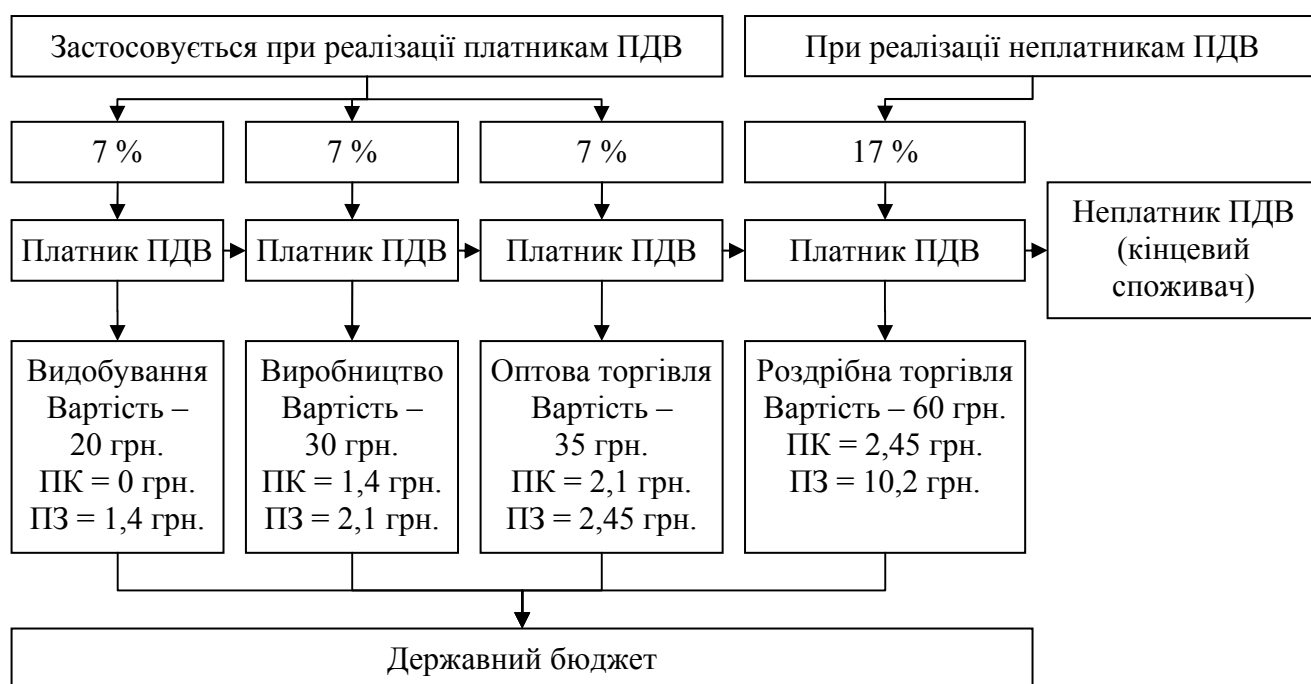 Застосовується при реалізації платникам ПДВ
При реалізації неплатникам ПДВ
7 %
7 %
7 %
17 %
Платник ПДВ
Платник ПДВ
Платник ПДВ
Платник ПДВ
Неплатник ПДВ
(кінцевий
споживач)
Видобування
Вартість –
20 грн.
ПК = 0 грн.
ПЗ = 1,4 грн.
Виробництво
Вартість –
30 грн.
ПК = 1,4 грн.
ПЗ = 2,1 грн.
Оптова торгівля
Вартість –
35 грн.
ПК = 2,1 грн.
ПЗ = 2,45 грн.
Роздрібна торгівля
Вартість – 60 грн.
ПК = 2,45 грн.
ПЗ = 10,2 грн.
Державний бюджет